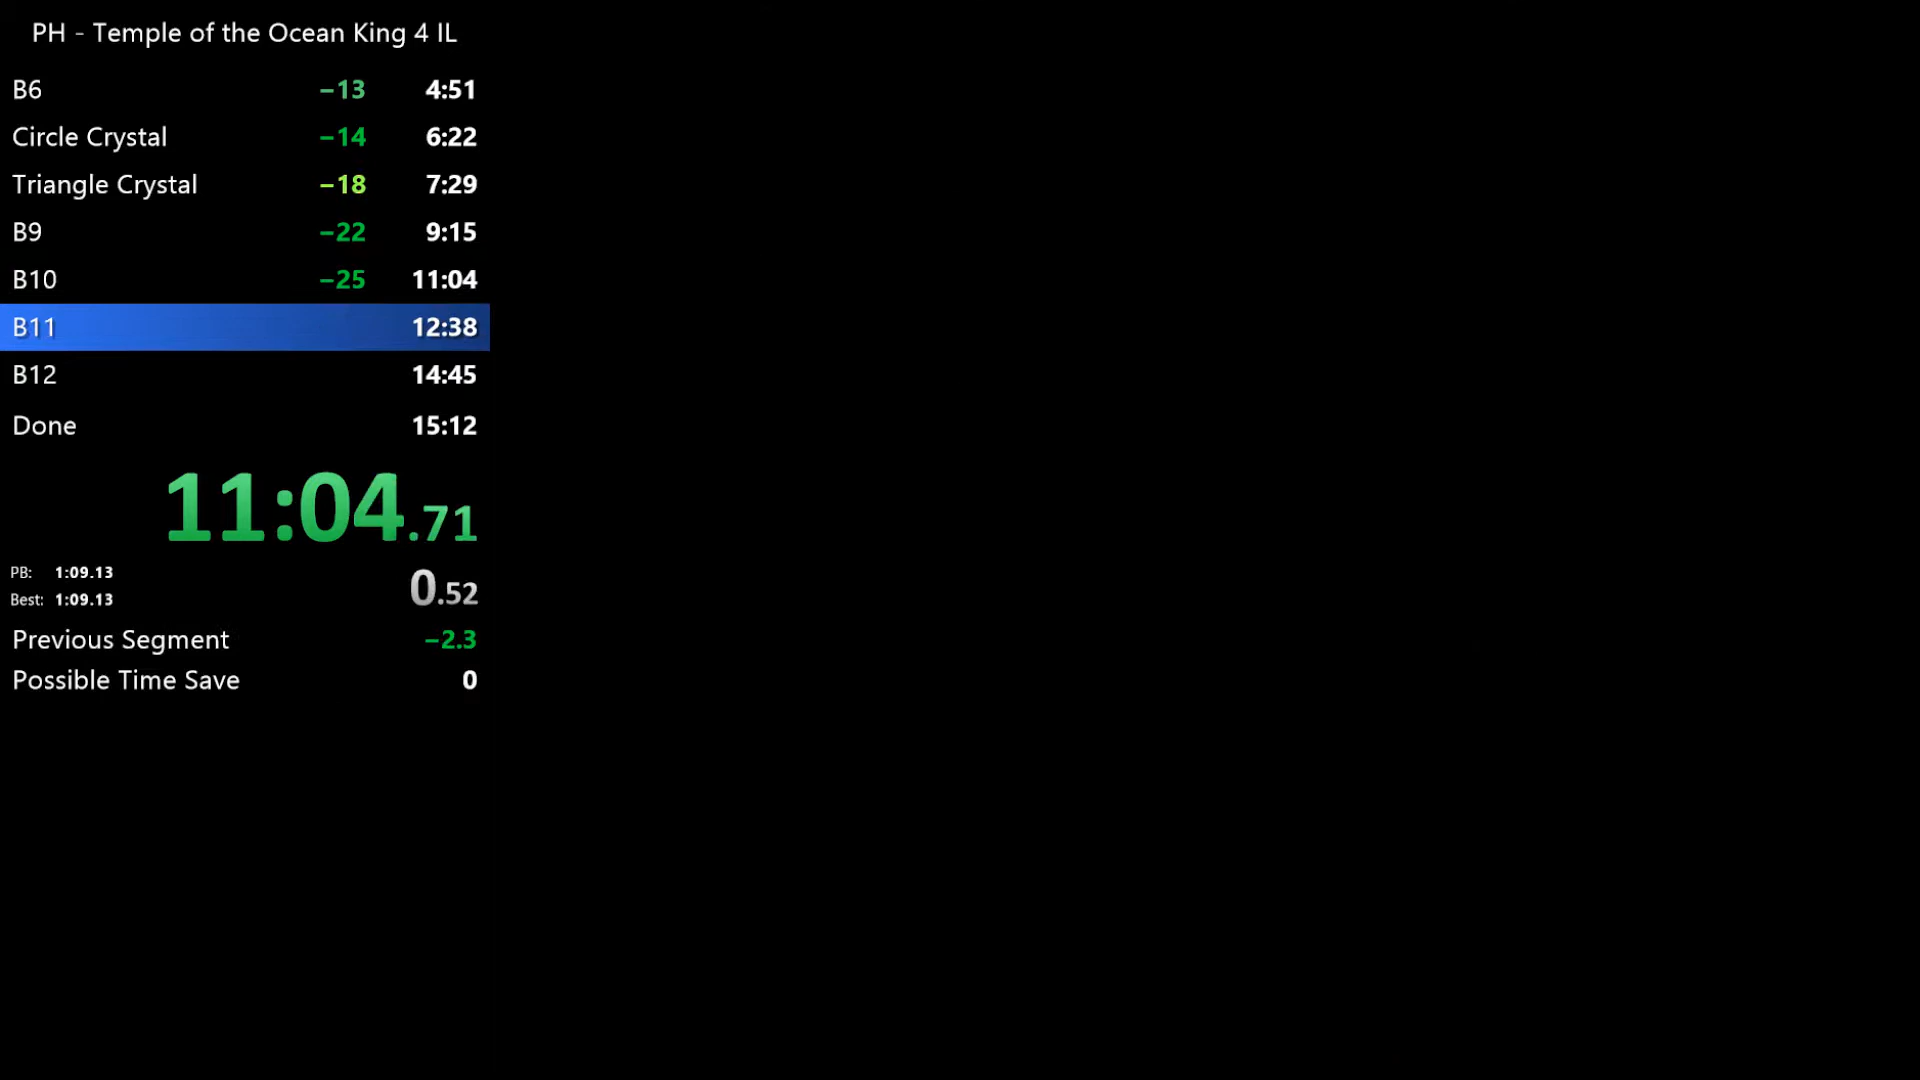 PH - Temple of the Ocean King 4 IL
B6 −13 4:51
Circle Crystal −14 6:22
Triangle Crystal −18 7:29
B9 −22 9:15
B10 −25 11:04
B11 12:38
B12 14:45
Done 15:12
11:04.71
PB: 1:09.13
Best: 1:09.13
0.52
Previous Segment −2.3
Possible Time Save 0